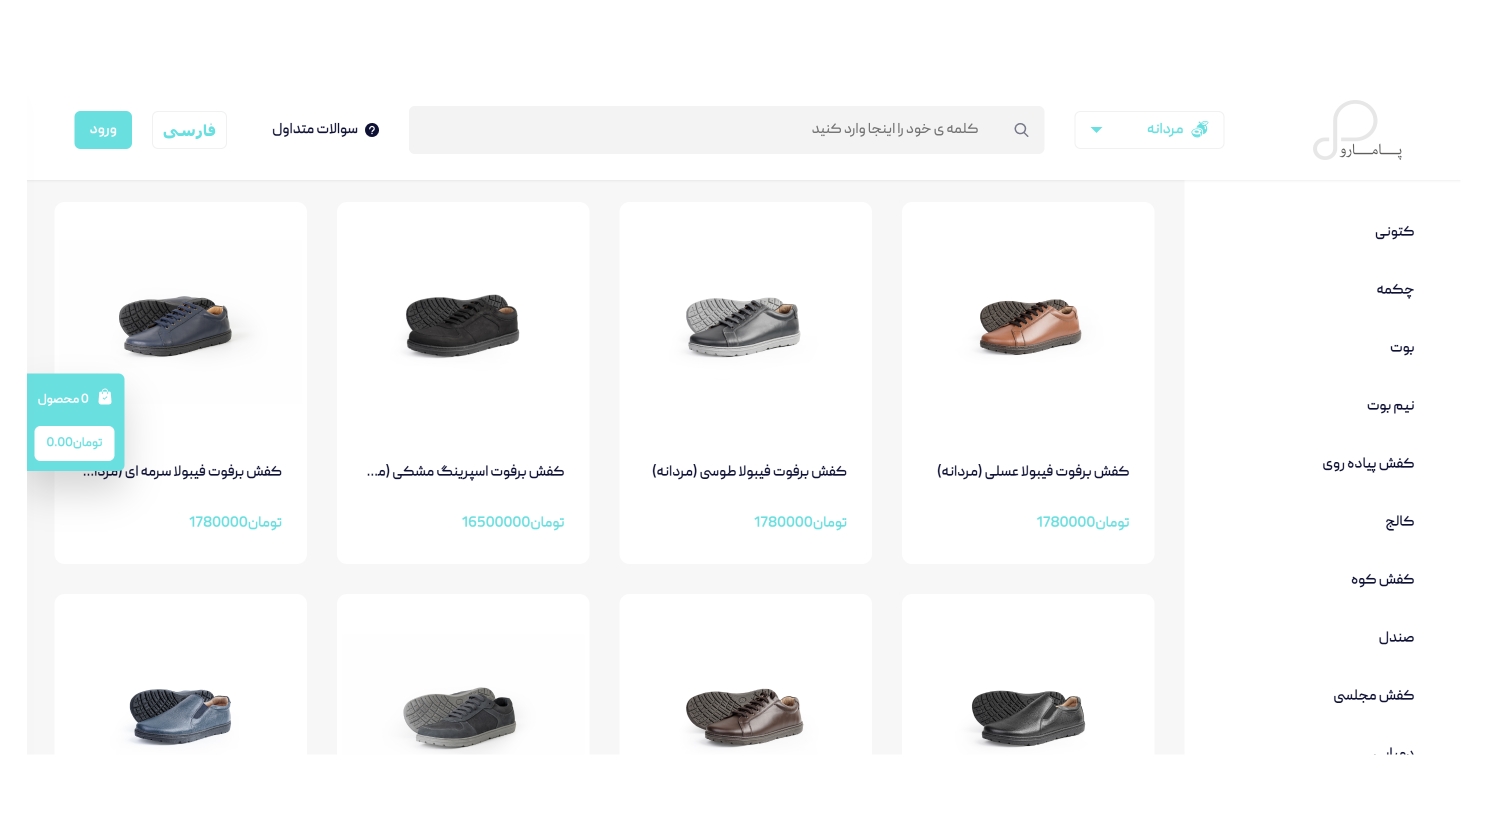 پامارو
مردانه
کلمه ی خود را اینجا وارد کنید
سوالات متداول
فارسی
ورود
کتونی
چکمه
بوت
نیم بوت
کفش پیاده روی
کالج
کفش کوه
صندل
کفش مجلسی
کفش برفوت فیبولا عسلی (مردانه)
تومان1780000
کفش برفوت فیبولا طوسی (مردانه)
تومان1780000
کفش برفوت اسپرینگ مشکی (م...
تومان16500000
کفش برفوت فیبولا سرمه ای (مردا...
تومان1780000
0 محصول
تومان0.00